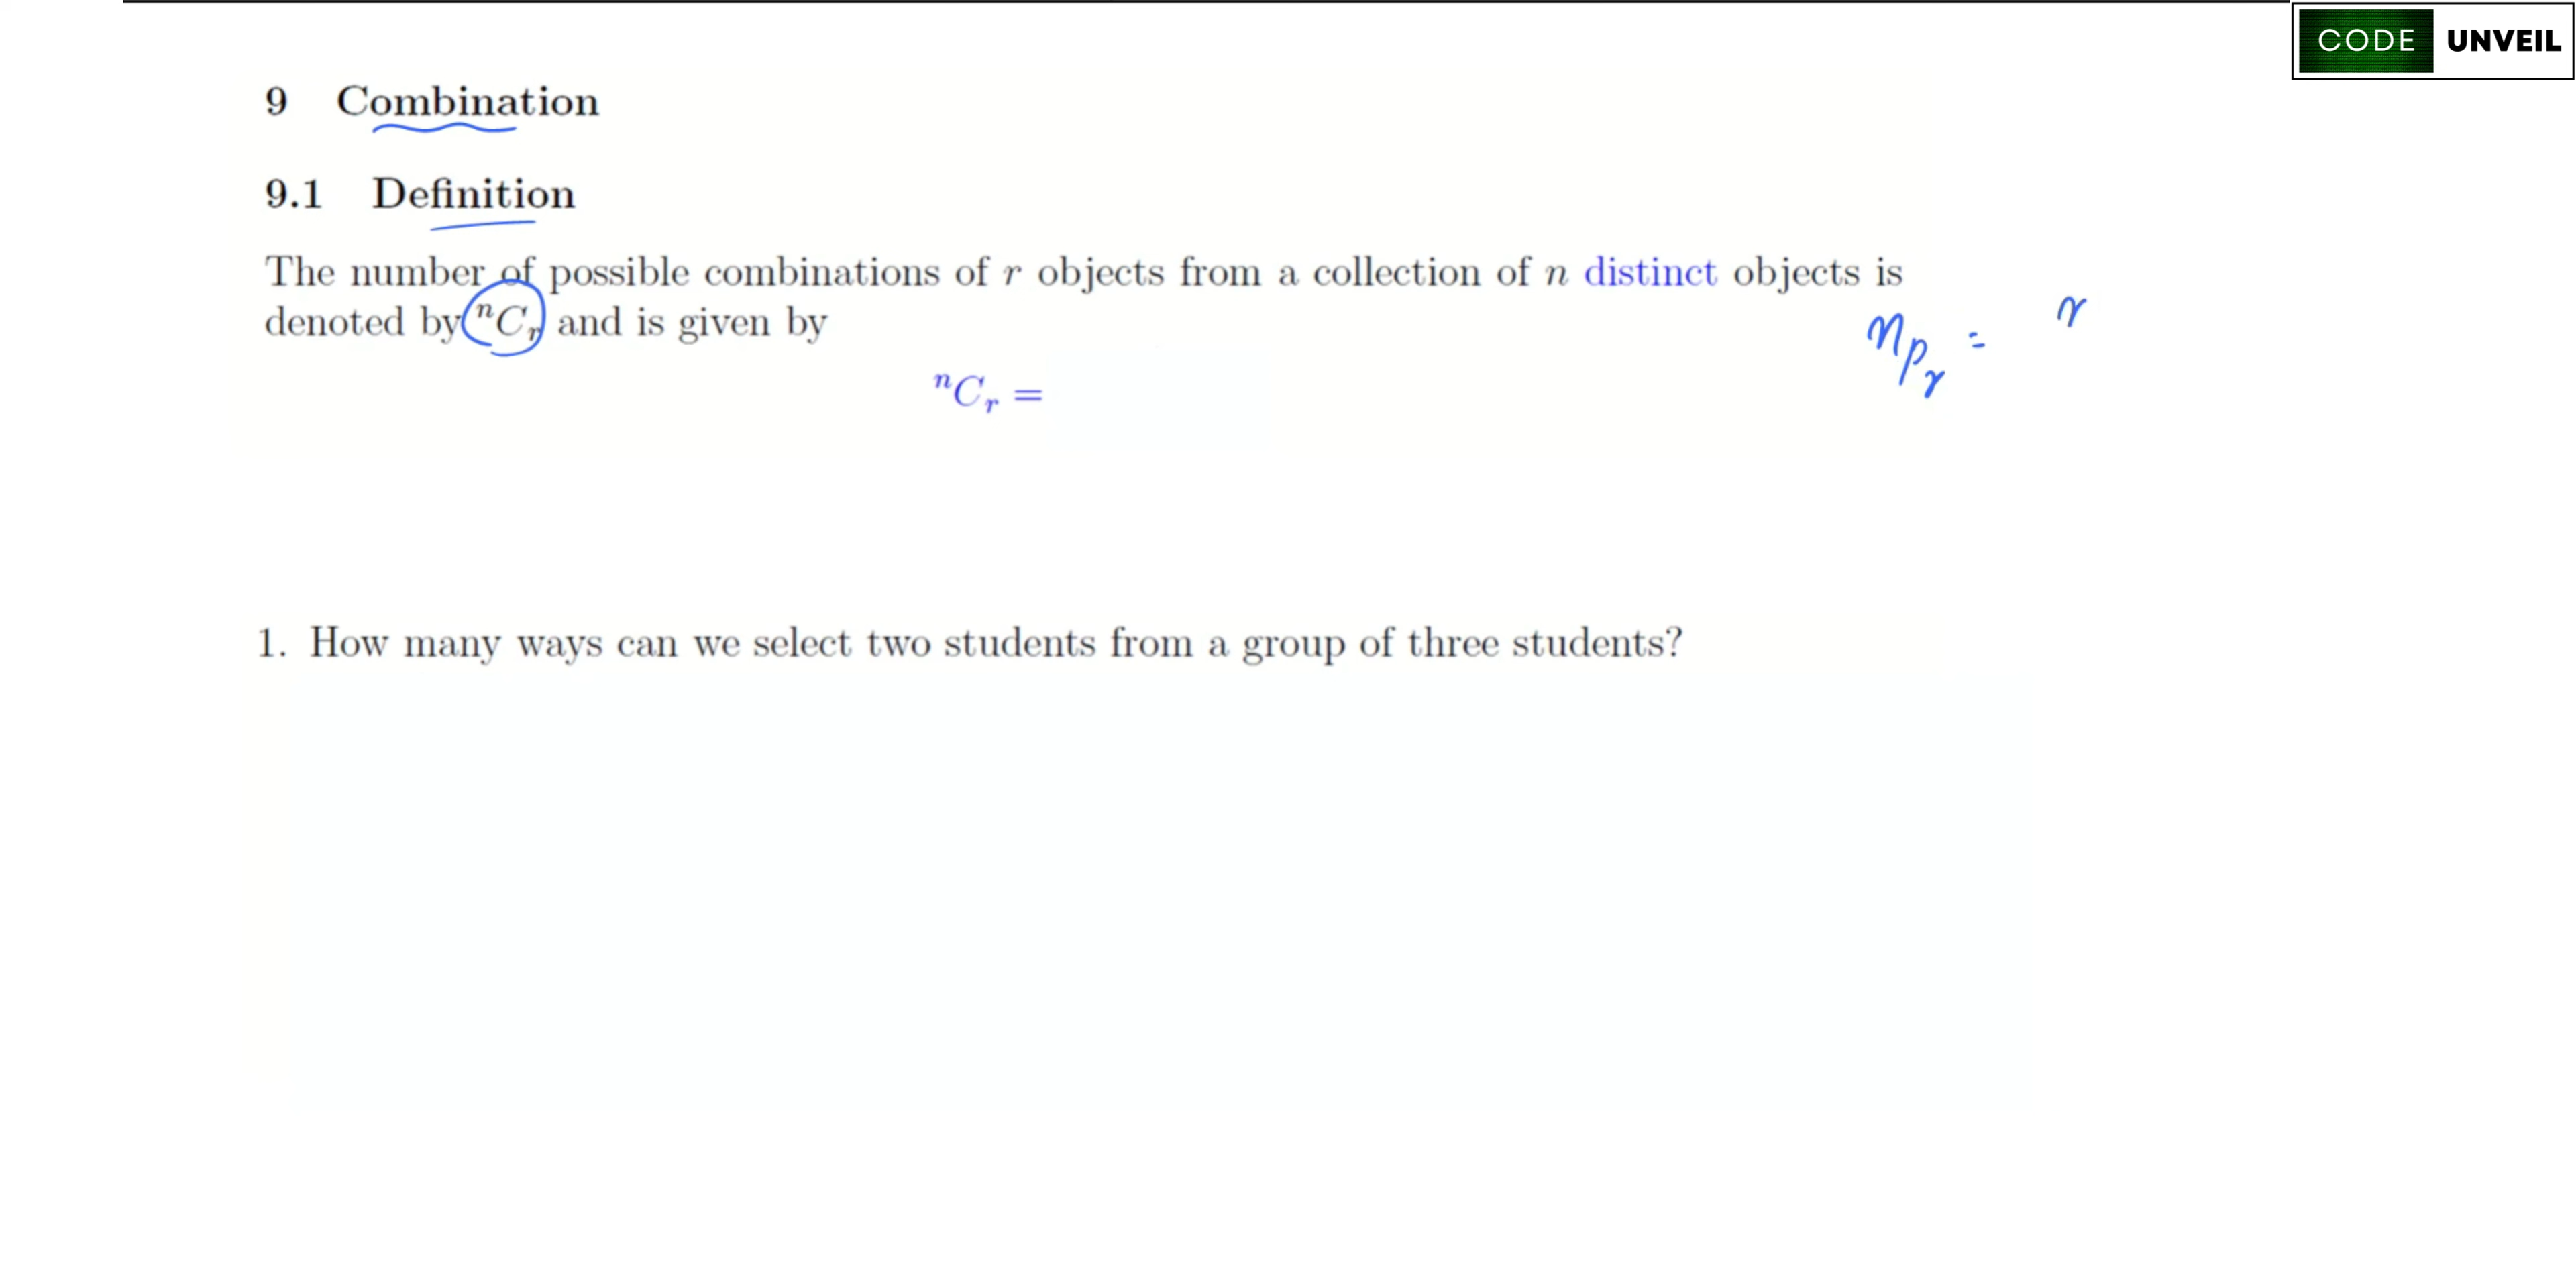 CODE UNVEIL
9 Combination
9.1 Definition
The number of possible combinations of r objects from a collection of n distinct objects is
denoted by ⁿCᵣ and is given by
ⁿPᵣ = n
ⁿCᵣ =
1. How many ways can we select two students from a group of three students?